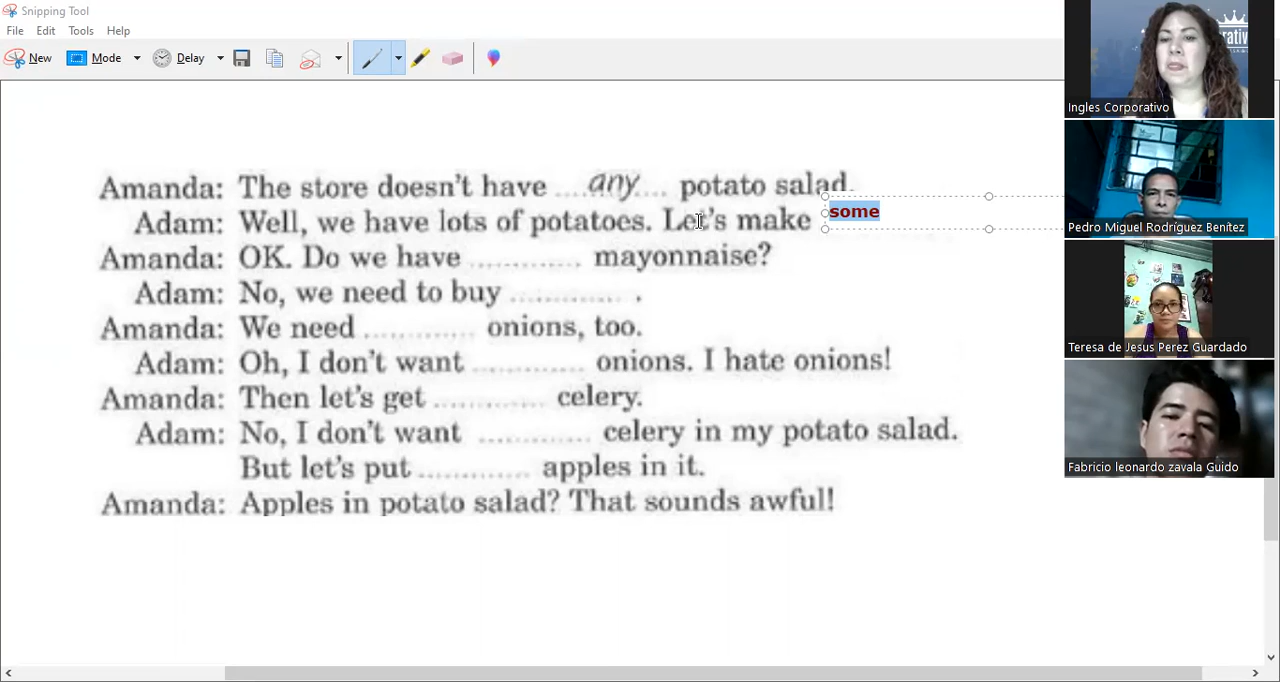 Snipping Tool
File Edit Tools Help
New Mode Delay
Amanda: The store doesn't have ....any.... potato salad.
Adam: Well, we have lots of potatoes. Let's make some
Amanda: OK. Do we have ............ mayonnaise?
Adam: No, we need to buy ............ .
Amanda: We need ............ onions, too.
Adam: Oh, I don't want ............ onions. I hate onions!
Amanda: Then let's get ............ celery.
Adam: No, I don't want ............ celery in my potato salad.
But let's put ............ apples in it.
Amanda: Apples in potato salad? That sounds awful!
Ingles Corporativo
Pedro Miguel Rodríguez Benítez
Teresa de Jesus Perez Guardado
Fabricio leonardo zavala Guido